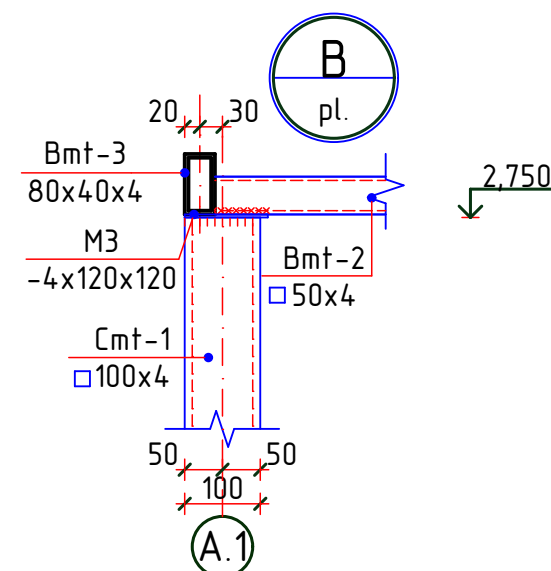 B
pl.
20 30
Bmt-3
80x40x4
2,750
M3
-4x120x120
Bmt-2
□ 50x4
Cmt-1
□ 100x4
50 50
100
A.1